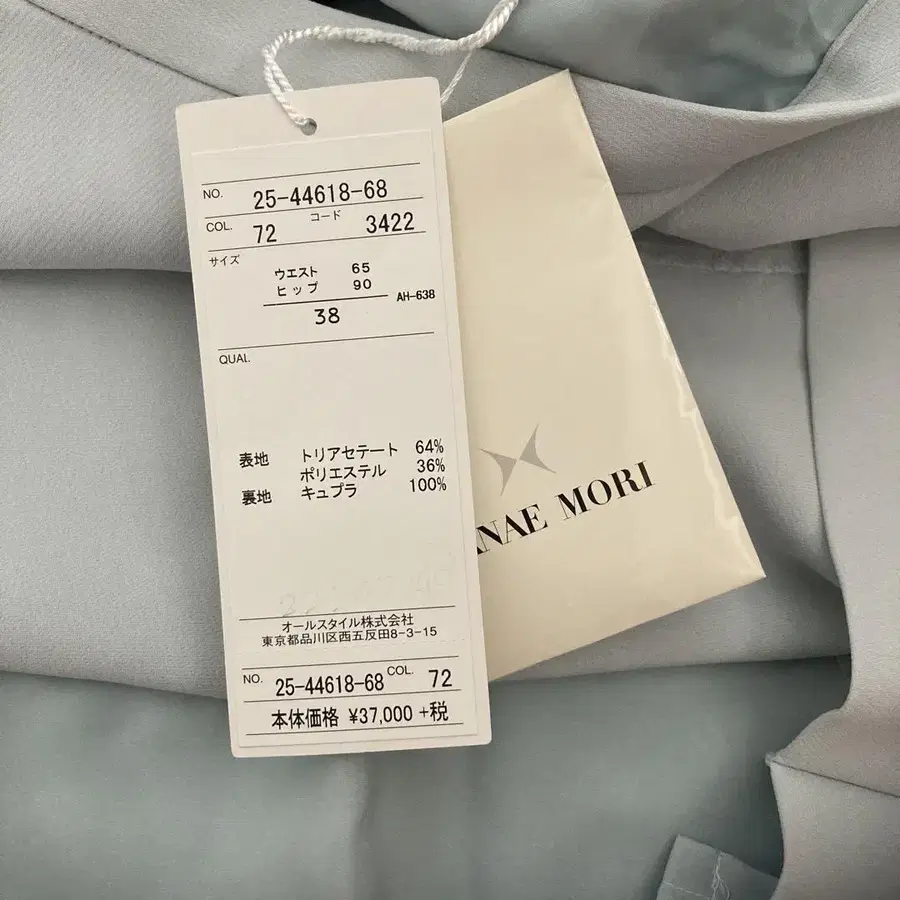 NO. 25-44618-68
COL. 72 コード 3422
サイズ
ウエスト 65
ヒップ 90
AH-638
38
QUAL.
表地 トリアセテート 64%
ポリエステル 36%
裏地 キュプラ 100%
オールスタイル株式会社
東京都品川区西五反田8-3-15
NO. 25-44618-68 COL. 72
本体価格 ¥37,000 +税
NAE MORI